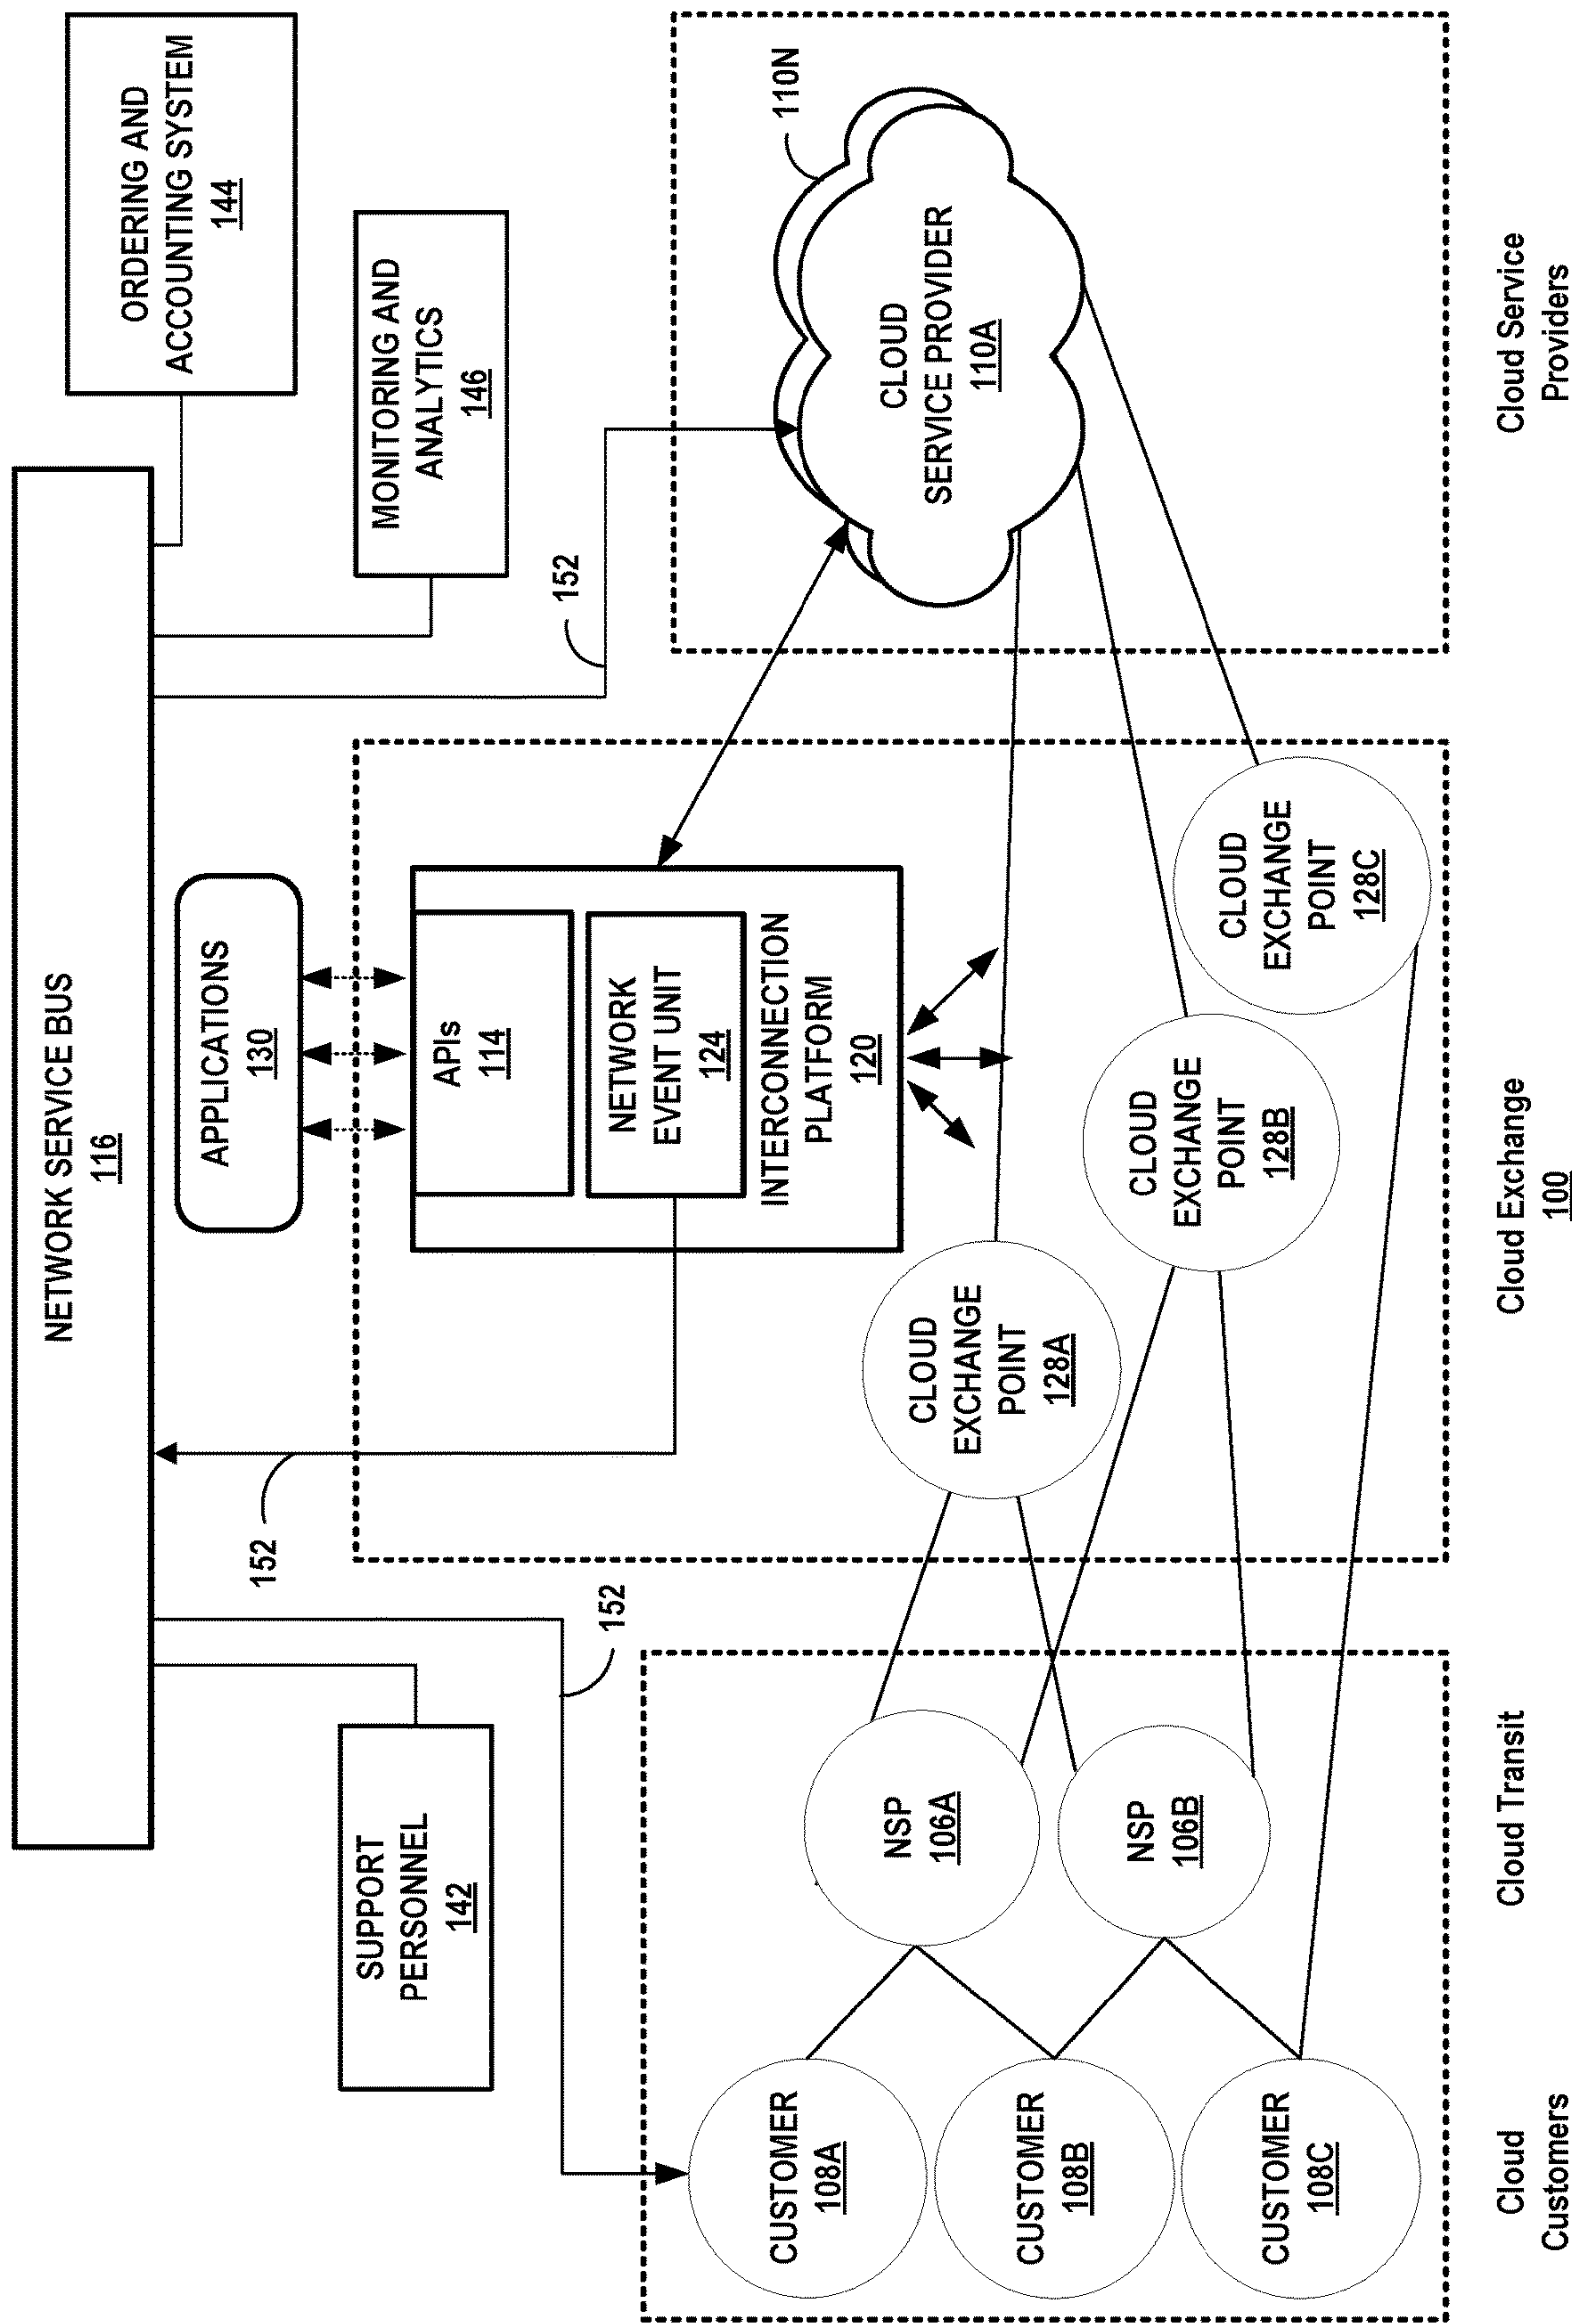 NETWORK SERVICE BUS
116
ORDERING AND
ACCOUNTING SYSTEM
144
SUPPORT
PERSONNEL
142
152
152
APPLICATIONS
130
MONITORING AND
ANALYTICS
146
152
APIs
114
NETWORK
EVENT UNIT
124
INTERCONNECTION
PLATFORM
120
110N
CLOUD
SERVICE PROVIDER
110A
CUSTOMER
108A
CUSTOMER
108B
CUSTOMER
108C
NSP
106A
NSP
106B
CLOUD
EXCHANGE
POINT
128A
CLOUD
EXCHANGE
POINT
128B
CLOUD
EXCHANGE
POINT
128C
Cloud
Customers
Cloud Transit
Cloud Exchange
100
Cloud Service
Providers